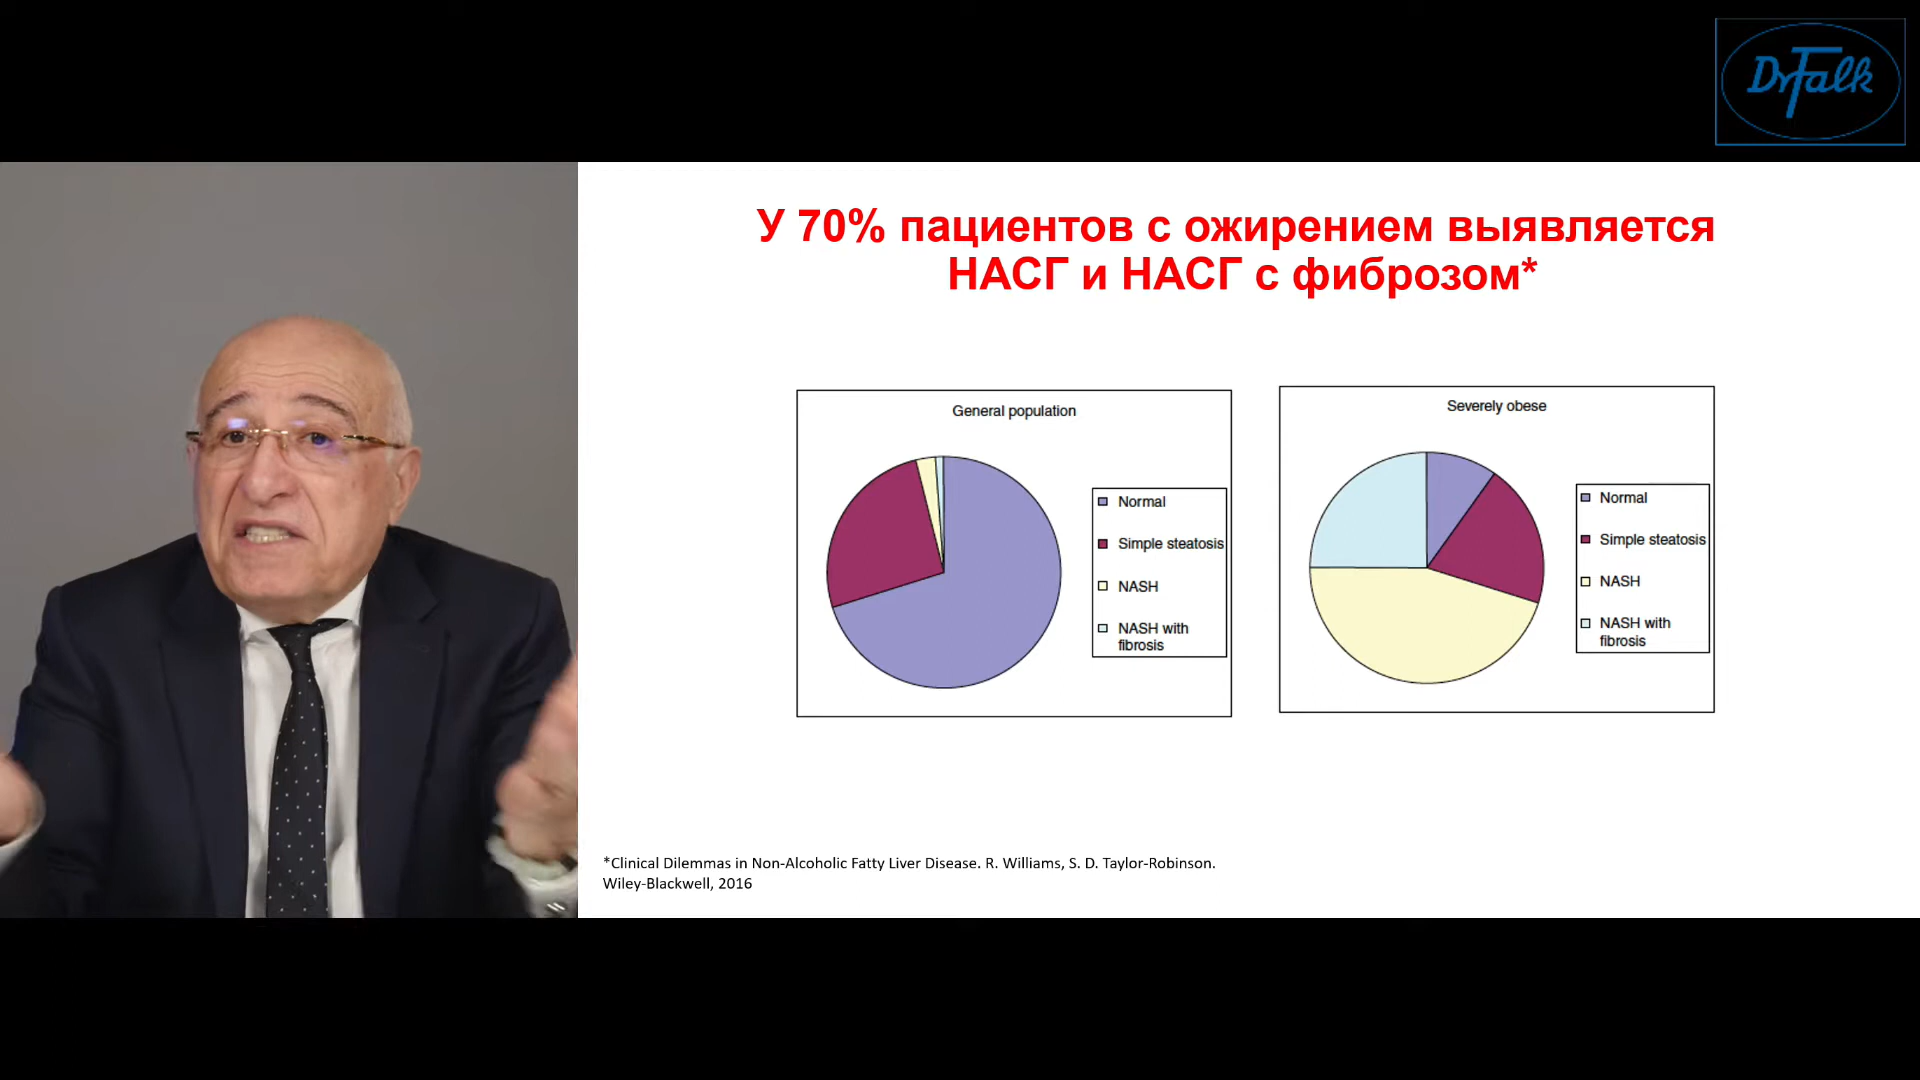 Dr Falk
У 70% пациентов с ожирением выявляется
НАСГ и НАСГ с фиброзом*
General population
Normal
Simple steatosis
NASH
NASH with
fibrosis
Severely obese
Normal
Simple steatosis
NASH
NASH with
fibrosis
*Clinical Dilemmas in Non-Alcoholic Fatty Liver Disease. R. Williams, S. D. Taylor-Robinson.
Wiley-Blackwell, 2016